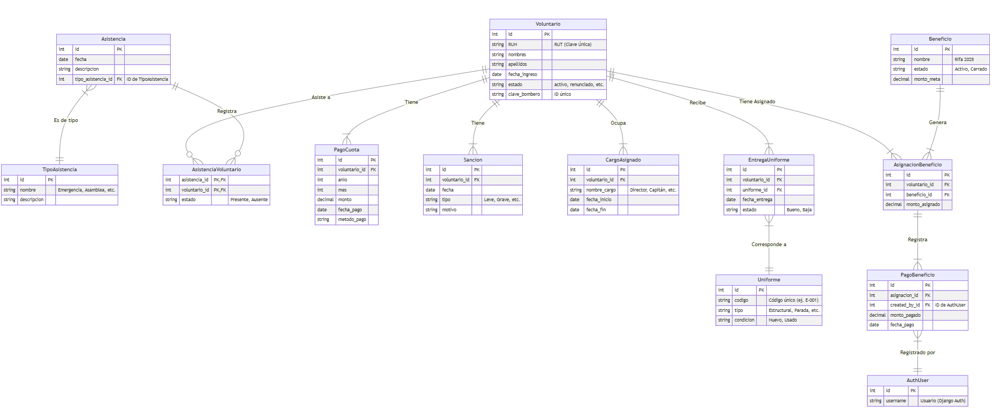 Voluntario
int id PK
string RUN RUT (Clave Única)
string nombres
string apellidos
date fecha_ingreso
string estado activo, renunciado, etc.
string clave_bombero ID único
Asistencia
int id PK
date fecha
string descripcion
int tipo_asistencia_id FK ID de TipoAsistencia
Beneficio
int id PK
string nombre Rifa 2025
string estado Activo, Cerrado
decimal monto_meta
Asiste a
Tiene
Recibe
Tiene Asignado
Registra
Es de tipo
Tiene
Ocupa
Genera
TipoAsistencia
int id PK
string nombre Emergencia, Asamblea, etc.
string descripcion
AsistenciaVoluntario
int asistencia_id PK,FK
int voluntario_id PK,FK
string estado Presente, Ausente
PagoCuota
int id PK
int voluntario_id FK
int anio
int mes
decimal monto
date fecha_pago
string metodo_pago
Sancion
int id PK
int voluntario_id FK
date fecha
string tipo Leve, Grave, etc.
string motivo
CargoAsignado
int id PK
int voluntario_id FK
string nombre_cargo Director, Capitán, etc.
date fecha_inicio
date fecha_fin
EntregaUniforme
int id PK
int voluntario_id FK
int uniforme_id FK
date fecha_entrega
string estado Bueno, Baja
AsignacionBeneficio
int id PK
int voluntario_id FK
int beneficio_id FK
decimal monto_asignado
Corresponde a
Registra
Uniforme
int id PK
string codigo Código único (ej. E-001)
string tipo Estructural, Parada, etc.
string condicion Nuevo, Usado
PagoBeneficio
int id PK
int asignacion_id FK
int created_by_id FK ID de AuthUser
decimal monto_pagado
date fecha_pago
Registrado por
AuthUser
int id PK
string username Usuario (Django Auth)